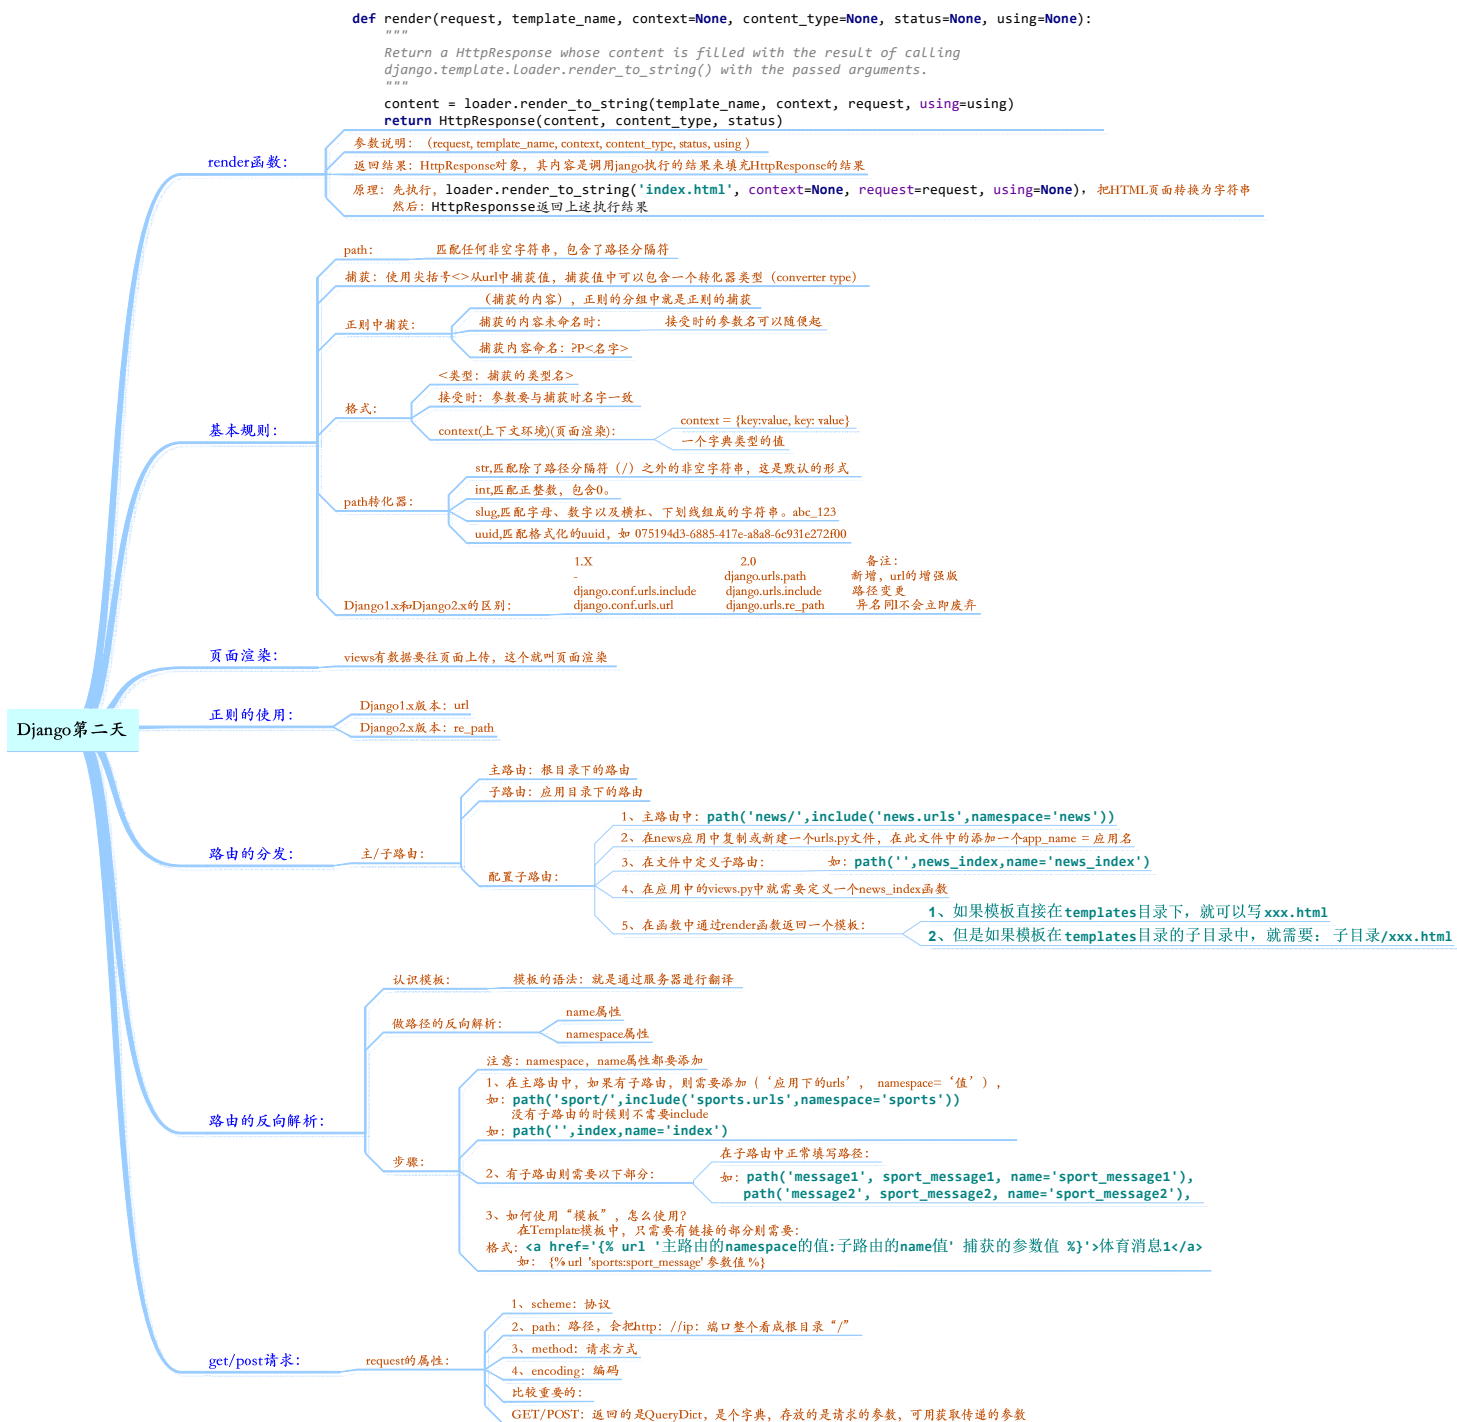 def render(request, template_name, context=None, content_type=None, status=None, using=None):
"""
Return a HttpResponse whose content is filled with the result of calling
django.template.loader.render_to_string() with the passed arguments.
"""
content = loader.render_to_string(template_name, context, request, using=using)
return HttpResponse(content, content_type, status)
render函数：
参数说明：（request, template_name, context, content_type, status, using ）
返回结果：HttpResponse对象，其内容是调用jango执行的结果来填充HttpResponse的结果
原理：先执行，loader.render_to_string('index.html', context=None, request=request, using=None)，把HTML页面转换为字符串
然后：HttpResponsse返回上述执行结果
基本规则：
path：
匹配任何非空字符串，包含了路径分隔符
捕获：使用尖括号<>从url中捕获值，捕获值中可以包含一个转化器类型（converter type）
正则中捕获：
（捕获的内容），正则的分组中就是正则的捕获
捕获的内容未命名时：
接受时的参数名可以随便起
捕获内容命名：?P<名字>
格式：
<类型：捕获的类型名>
接受时：参数要与捕获时名字一致
context(上下文环境)(页面渲染)：
context = {key:value, key: value}
一个字典类型的值
path转化器：
str,匹配除了路径分隔符（/）之外的非空字符串，这是默认的形式
int,匹配正整数，包含0。
slug,匹配字母、数字以及横杠、下划线组成的字符串。abc_123
uuid,匹配格式化的uuid，如 075194d3-6885-417e-a8a8-6c931e272f00
Django1.x和Django2.x的区别：
1.X 2.0 备注：
- django.urls.path 新增，url的增强版
django.conf.urls.include django.urls.include 路径变更
django.conf.urls.url django.urls.re_path 异名同l不会立即废弃
页面渲染：
views有数据要往页面上传，这个就叫页面渲染
Django第二天
正则的使用：
Django1.x版本：url
Django2.x版本：re_path
路由的分发：
主/子路由：
主路由：根目录下的路由
子路由：应用目录下的路由
配置子路由：
1、主路由中：path('news/',include('news.urls',namespace='news'))
2、在news应用中复制或新建一个urls.py文件，在此文件中的添加一个app_name = 应用名
3、在文件中定义子路由：
如：path('',news_index,name='news_index')
4、在应用中的views.py中就需要定义一个news_index函数
5、在函数中通过render函数返回一个模板：
1、如果模板直接在templates目录下，就可以写xxx.html
2、但是如果模板在templates目录的子目录中，就需要：子目录/xxx.html
路由的反向解析：
认识模板：
模板的语法：就是通过服务器进行翻译
做路径的反向解析：
name属性
namespace属性
步骤：
注意：namespace，name属性都要添加
1、在主路由中，如果有子路由，则需要添加（‘应用下的urls’， namespace=‘值’），
如：path('sport/',include('sports.urls',namespace='sports'))
没有子路由的时候则不需要include
如：path('',index,name='index')
2、有子路由则需要以下部分：
在子路由中正常填写路径：
如：path('message1', sport_message1, name='sport_message1'),
path('message2', sport_message2, name='sport_message2'),
3、如何使用“模板”，怎么使用？
在Template模板中，只需要有链接的部分则需要：
格式：<a href='{% url '主路由的namespace的值:子路由的name值' 捕获的参数值 %}'>体育消息1</a>
如： {% url 'sports:sport_message' 参数值 %}
get/post请求：
request的属性：
1、scheme：协议
2、path：路径，会把http：//ip：端口整个看成根目录“/”
3、method：请求方式
4、encoding：编码
比较重要的：
GET/POST：返回的是QueryDict，是个字典，存放的是请求的参数，可用获取传递的参数